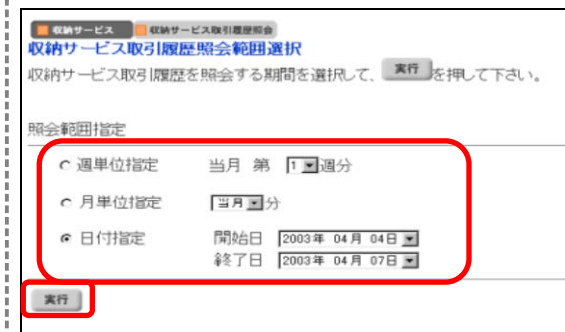 収納サービス 収納サービス取引履歴照会
収納サービス取引履歴照会範囲選択
収納サービス取引履歴を照会する期間を選択して、 実行 を押して下さい。
照会範囲指定
週単位指定 当月 第 1 週分
月単位指定 当月 分
日付指定 開始日 2003年 04月 04日
終了日 2003年 04月 07日
実行